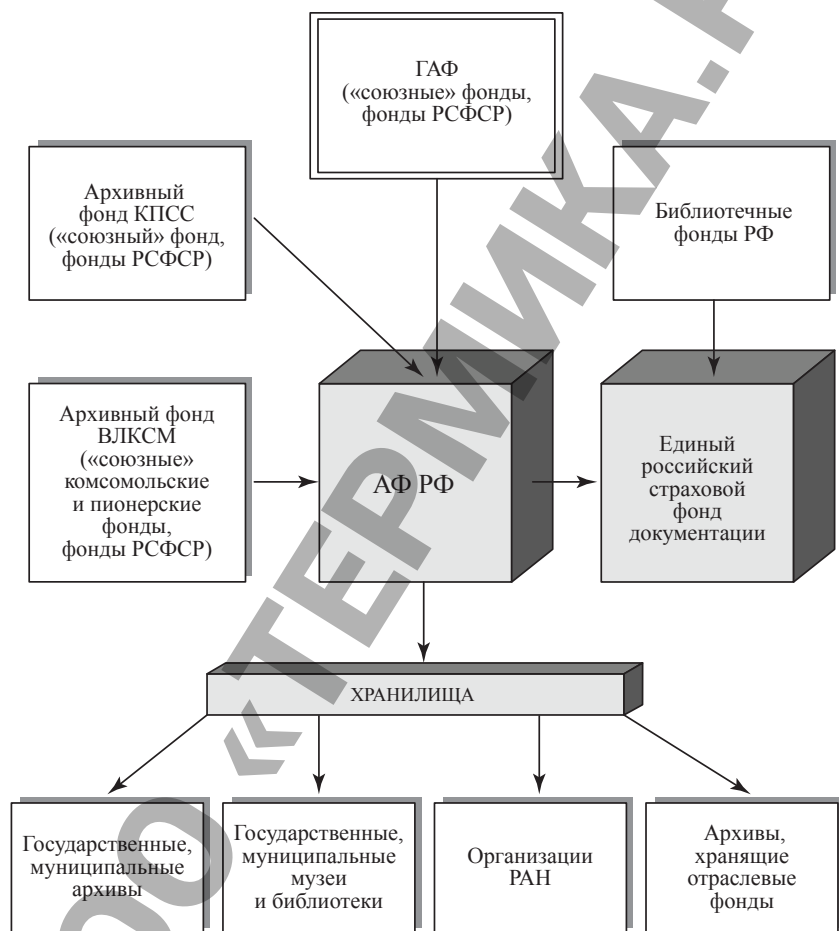 ГАФ
(«союзные» фонды,
фонды РСФСР)
Архивный
фонд КПСС
(«союзный» фонд,
фонды РСФСР)
Библиотечные
фонды РФ
Архивный фонд
ВЛКСМ
(«союзные»
комсомольские
и пионерские
фонды,
фонды РСФСР)
АФ РФ
Единый
российский
страховой
фонд
документации
ХРАНИЛИЩА
Государственные,
муниципальные
архивы
Государственные,
муниципальные
музеи
и библиотеки
Организации
РАН
Архивы,
хранящие
отраслевые
фонды
ООО «ТЕРМИКА.Р